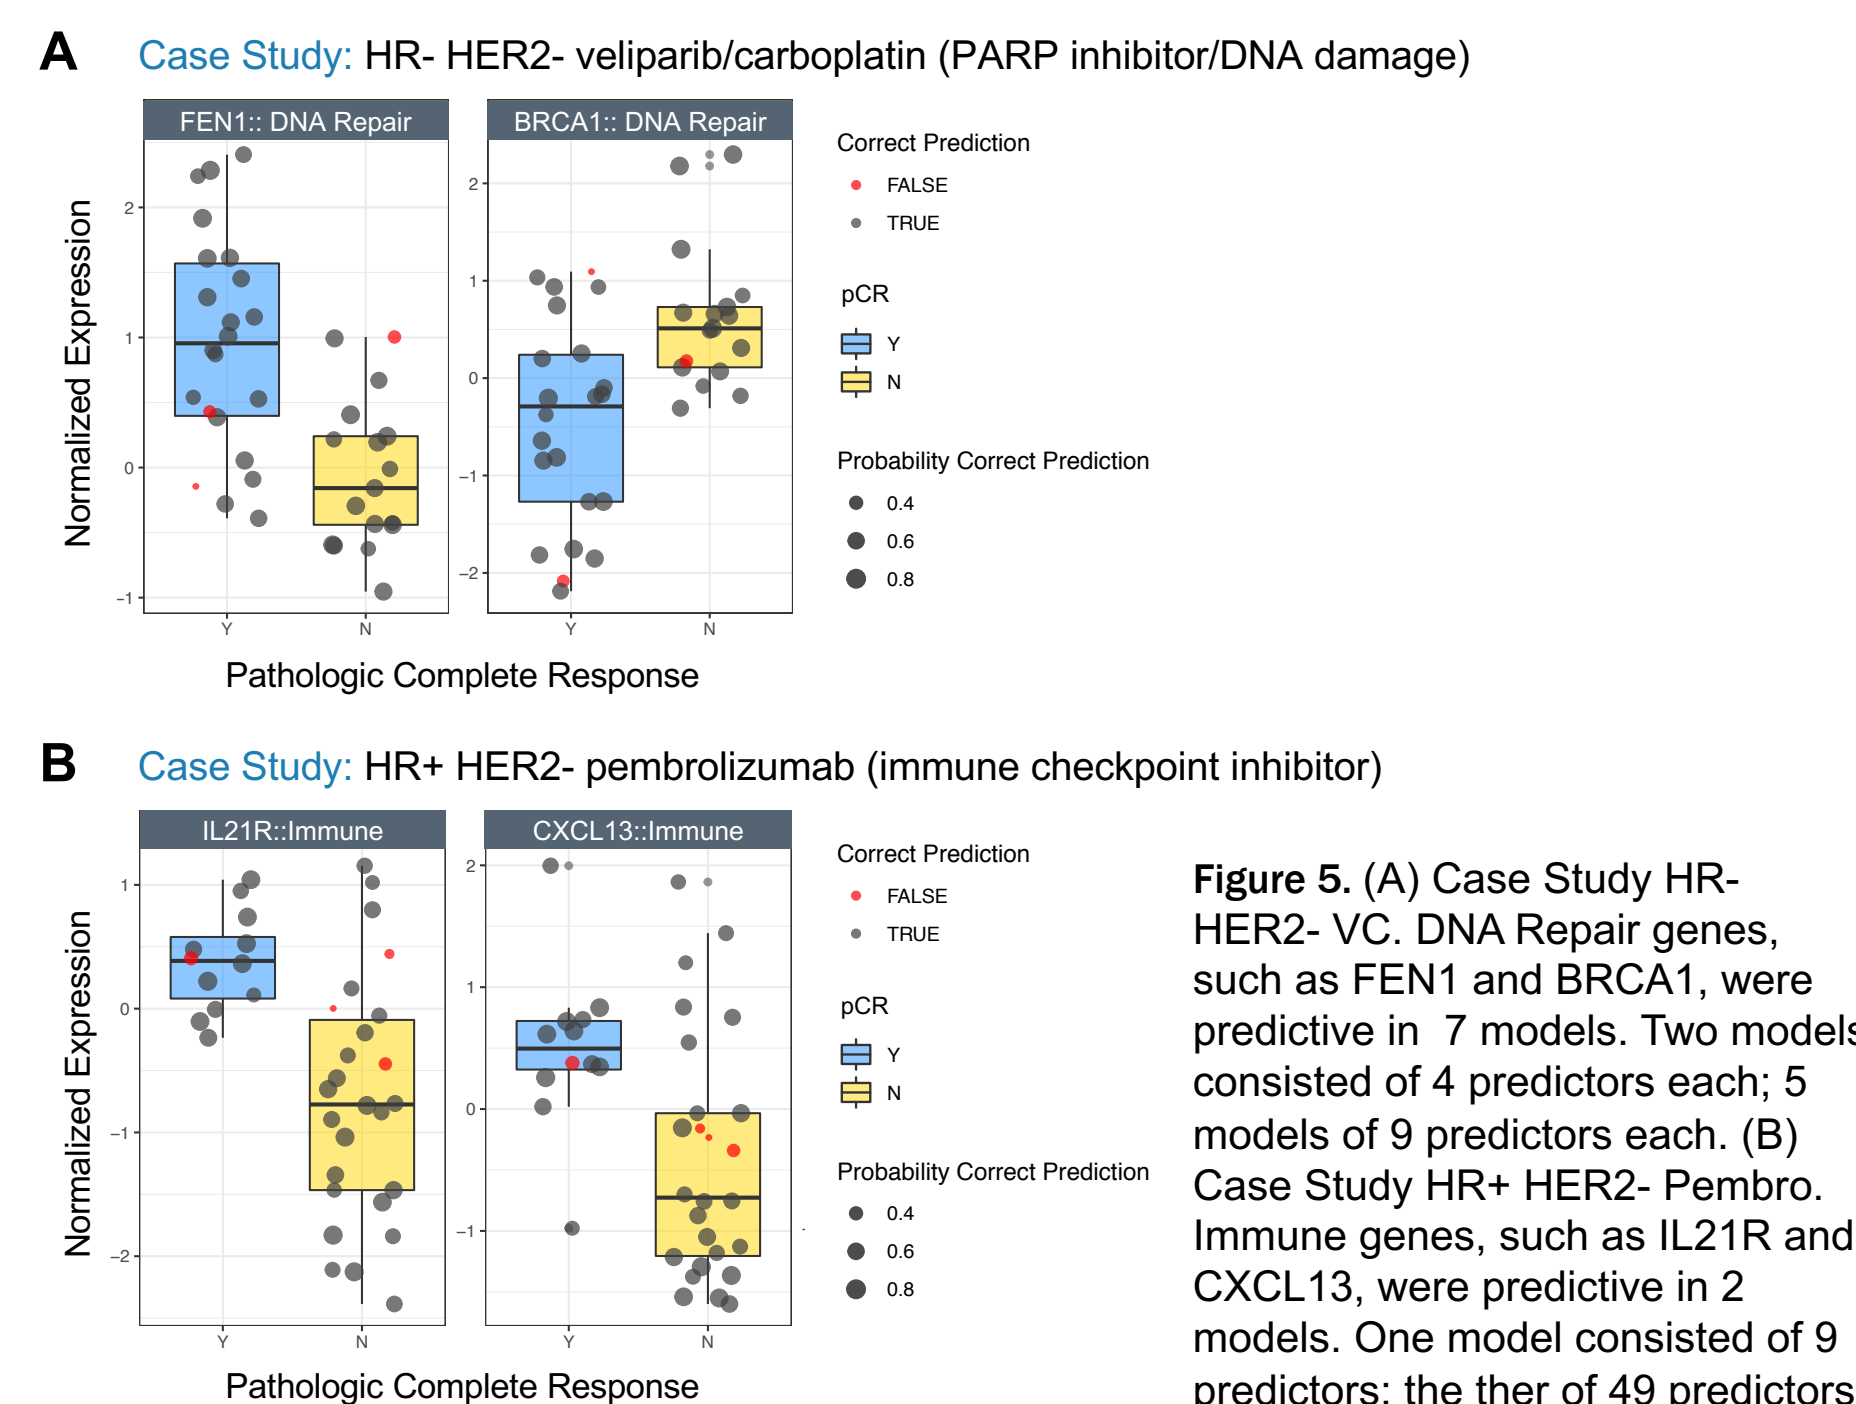 A
Case Study: HR- HER2- veliparib/carboplatin (PARP inhibitor/DNA damage)
FEN1:: DNA Repair
BRCA1:: DNA Repair
Normalized Expression
2
1
0
−1
2
1
0
−1
−2
Y
N
Y
N
Pathologic Complete Response
Correct Prediction
FALSE
TRUE
pCR
Y
N
Probability Correct Prediction
0.4
0.6
0.8
B
Case Study: HR+ HER2- pembrolizumab (immune checkpoint inhibitor)
IL21R::Immune
CXCL13::Immune
Normalized Expression
1
0
−1
−2
2
1
0
−1
Y
N
Y
N
Pathologic Complete Response
Correct Prediction
FALSE
TRUE
pCR
Y
N
Probability Correct Prediction
0.4
0.6
0.8
Figure 5. (A) Case Study HR-
HER2- VC. DNA Repair genes,
such as FEN1 and BRCA1, were
predictive in 7 models. Two models
consisted of 4 predictors each; 5
models of 9 predictors each. (B)
Case Study HR+ HER2- Pembro.
Immune genes, such as IL21R and
CXCL13, were predictive in 2
models. One model consisted of 9
predictors; the ther of 49 predictors